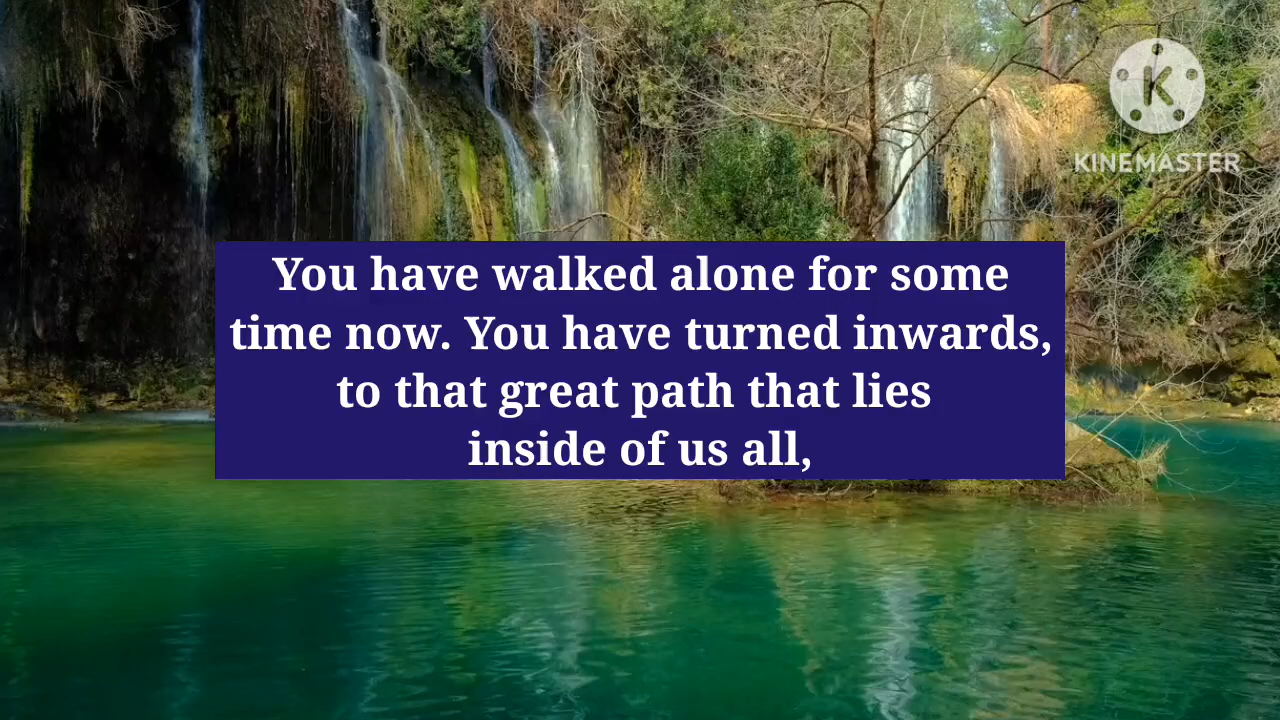 K
KINEMASTER
You have walked alone for some
time now. You have turned inwards,
to that great path that lies
inside of us all,